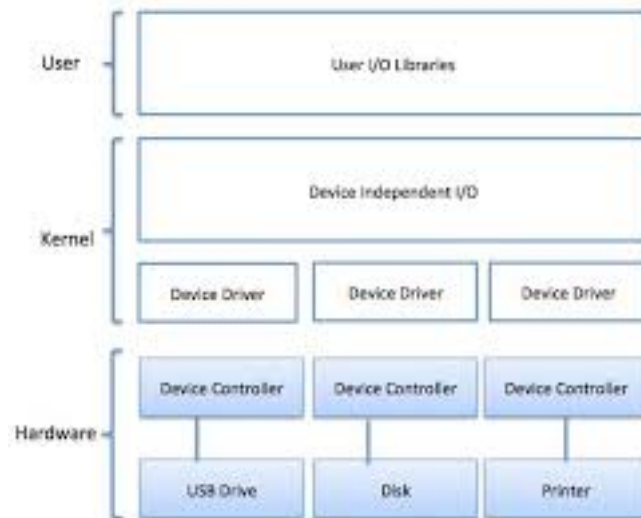 User
User I/O Libraries
Device Independent I/O
Kernel
Device Driver
Device Driver
Device Driver
Device Controller
Device Controller
Device Controller
Hardware
USB Drive
Disk
Printer